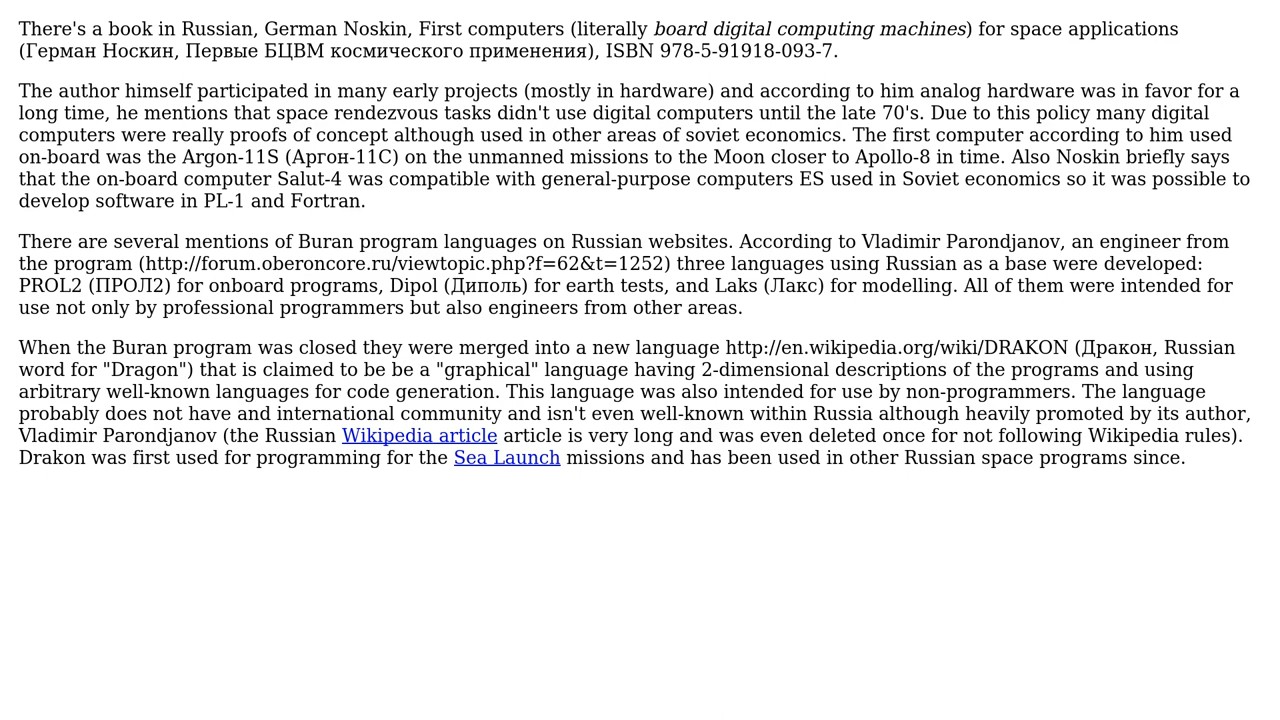 There's a book in Russian, German Noskin, First computers (literally board digital computing machines) for space applications
(Герман Носкин, Первые БЦВМ космического применения), ISBN 978-5-91918-093-7.
The author himself participated in many early projects (mostly in hardware) and according to him analog hardware was in favor for a
long time, he mentions that space rendezvous tasks didn't use digital computers until the late 70's. Due to this policy many digital
computers were really proofs of concept although used in other areas of soviet economics. The first computer according to him used
on-board was the Argon-11S (Аргон-11С) on the unmanned missions to the Moon closer to Apollo-8 in time. Also Noskin briefly says
that the on-board computer Salut-4 was compatible with general-purpose computers ES used in Soviet economics so it was possible to
develop software in PL-1 and Fortran.
There are several mentions of Buran program languages on Russian websites. According to Vladimir Parondjanov, an engineer from
the program (http://forum.oberoncore.ru/viewtopic.php?f=62&t=1252) three languages using Russian as a base were developed:
PROL2 (ПРОЛ2) for onboard programs, Dipol (Диполь) for earth tests, and Laks (Лакс) for modelling. All of them were intended for
use not only by professional programmers but also engineers from other areas.
When the Buran program was closed they were merged into a new language http://en.wikipedia.org/wiki/DRAKON (Дракон, Russian
word for "Dragon") that is claimed to be be a "graphical" language having 2-dimensional descriptions of the programs and using
arbitrary well-known languages for code generation. This language was also intended for use by non-programmers. The language
probably does not have and international community and isn't even well-known within Russia although heavily promoted by its author,
Vladimir Parondjanov (the Russian Wikipedia article article is very long and was even deleted once for not following Wikipedia rules).
Drakon was first used for programming for the Sea Launch missions and has been used in other Russian space programs since.